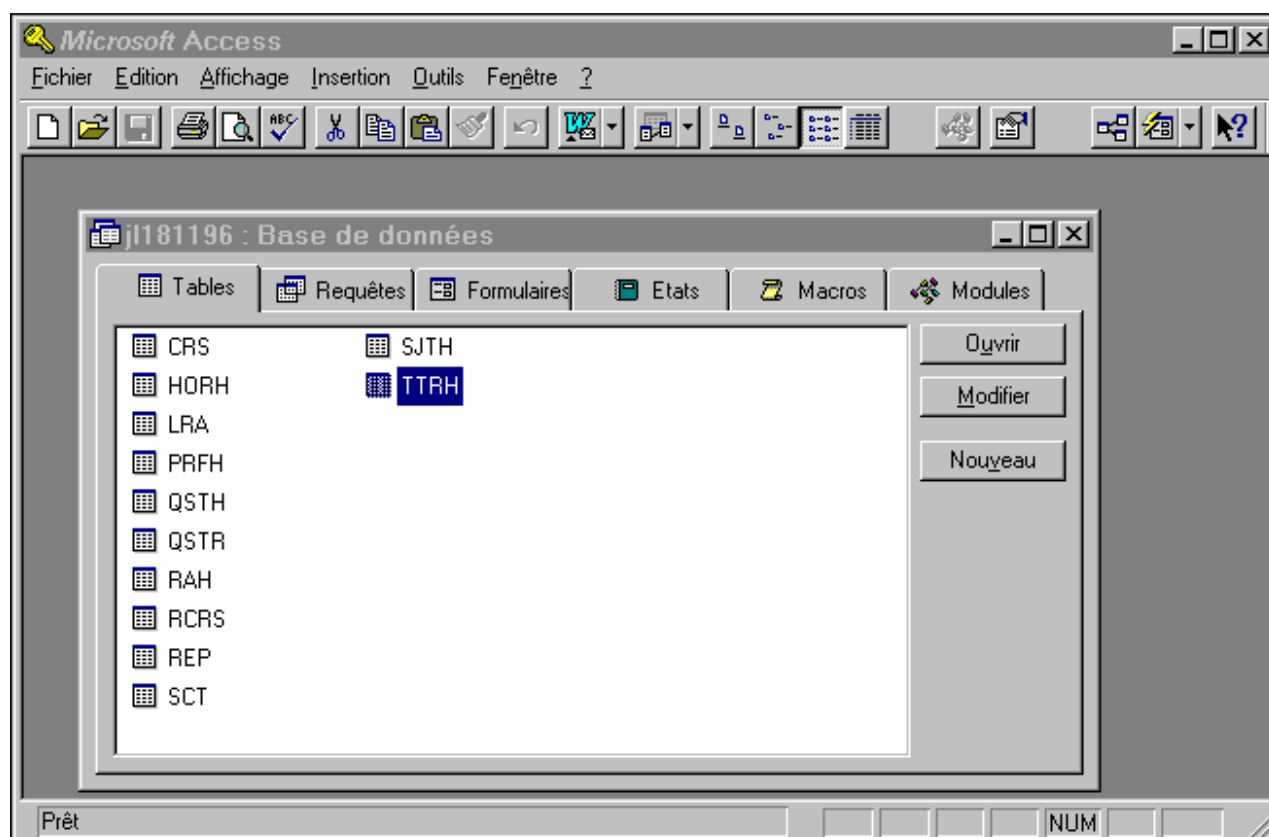 Microsoft Access
Fichier Edition Affichage Insertion Outils Fenêtre ?
ABC
jl181196 : Base de données
Tables Requêtes Formulaires Etats Macros Modules
CRS SJTH Ouvrir
HORH TTRH Modifier
LRA
PRFH Nouveau
QSTH
QSTR
RAH
RCRS
REP
SCT
Prêt NUM